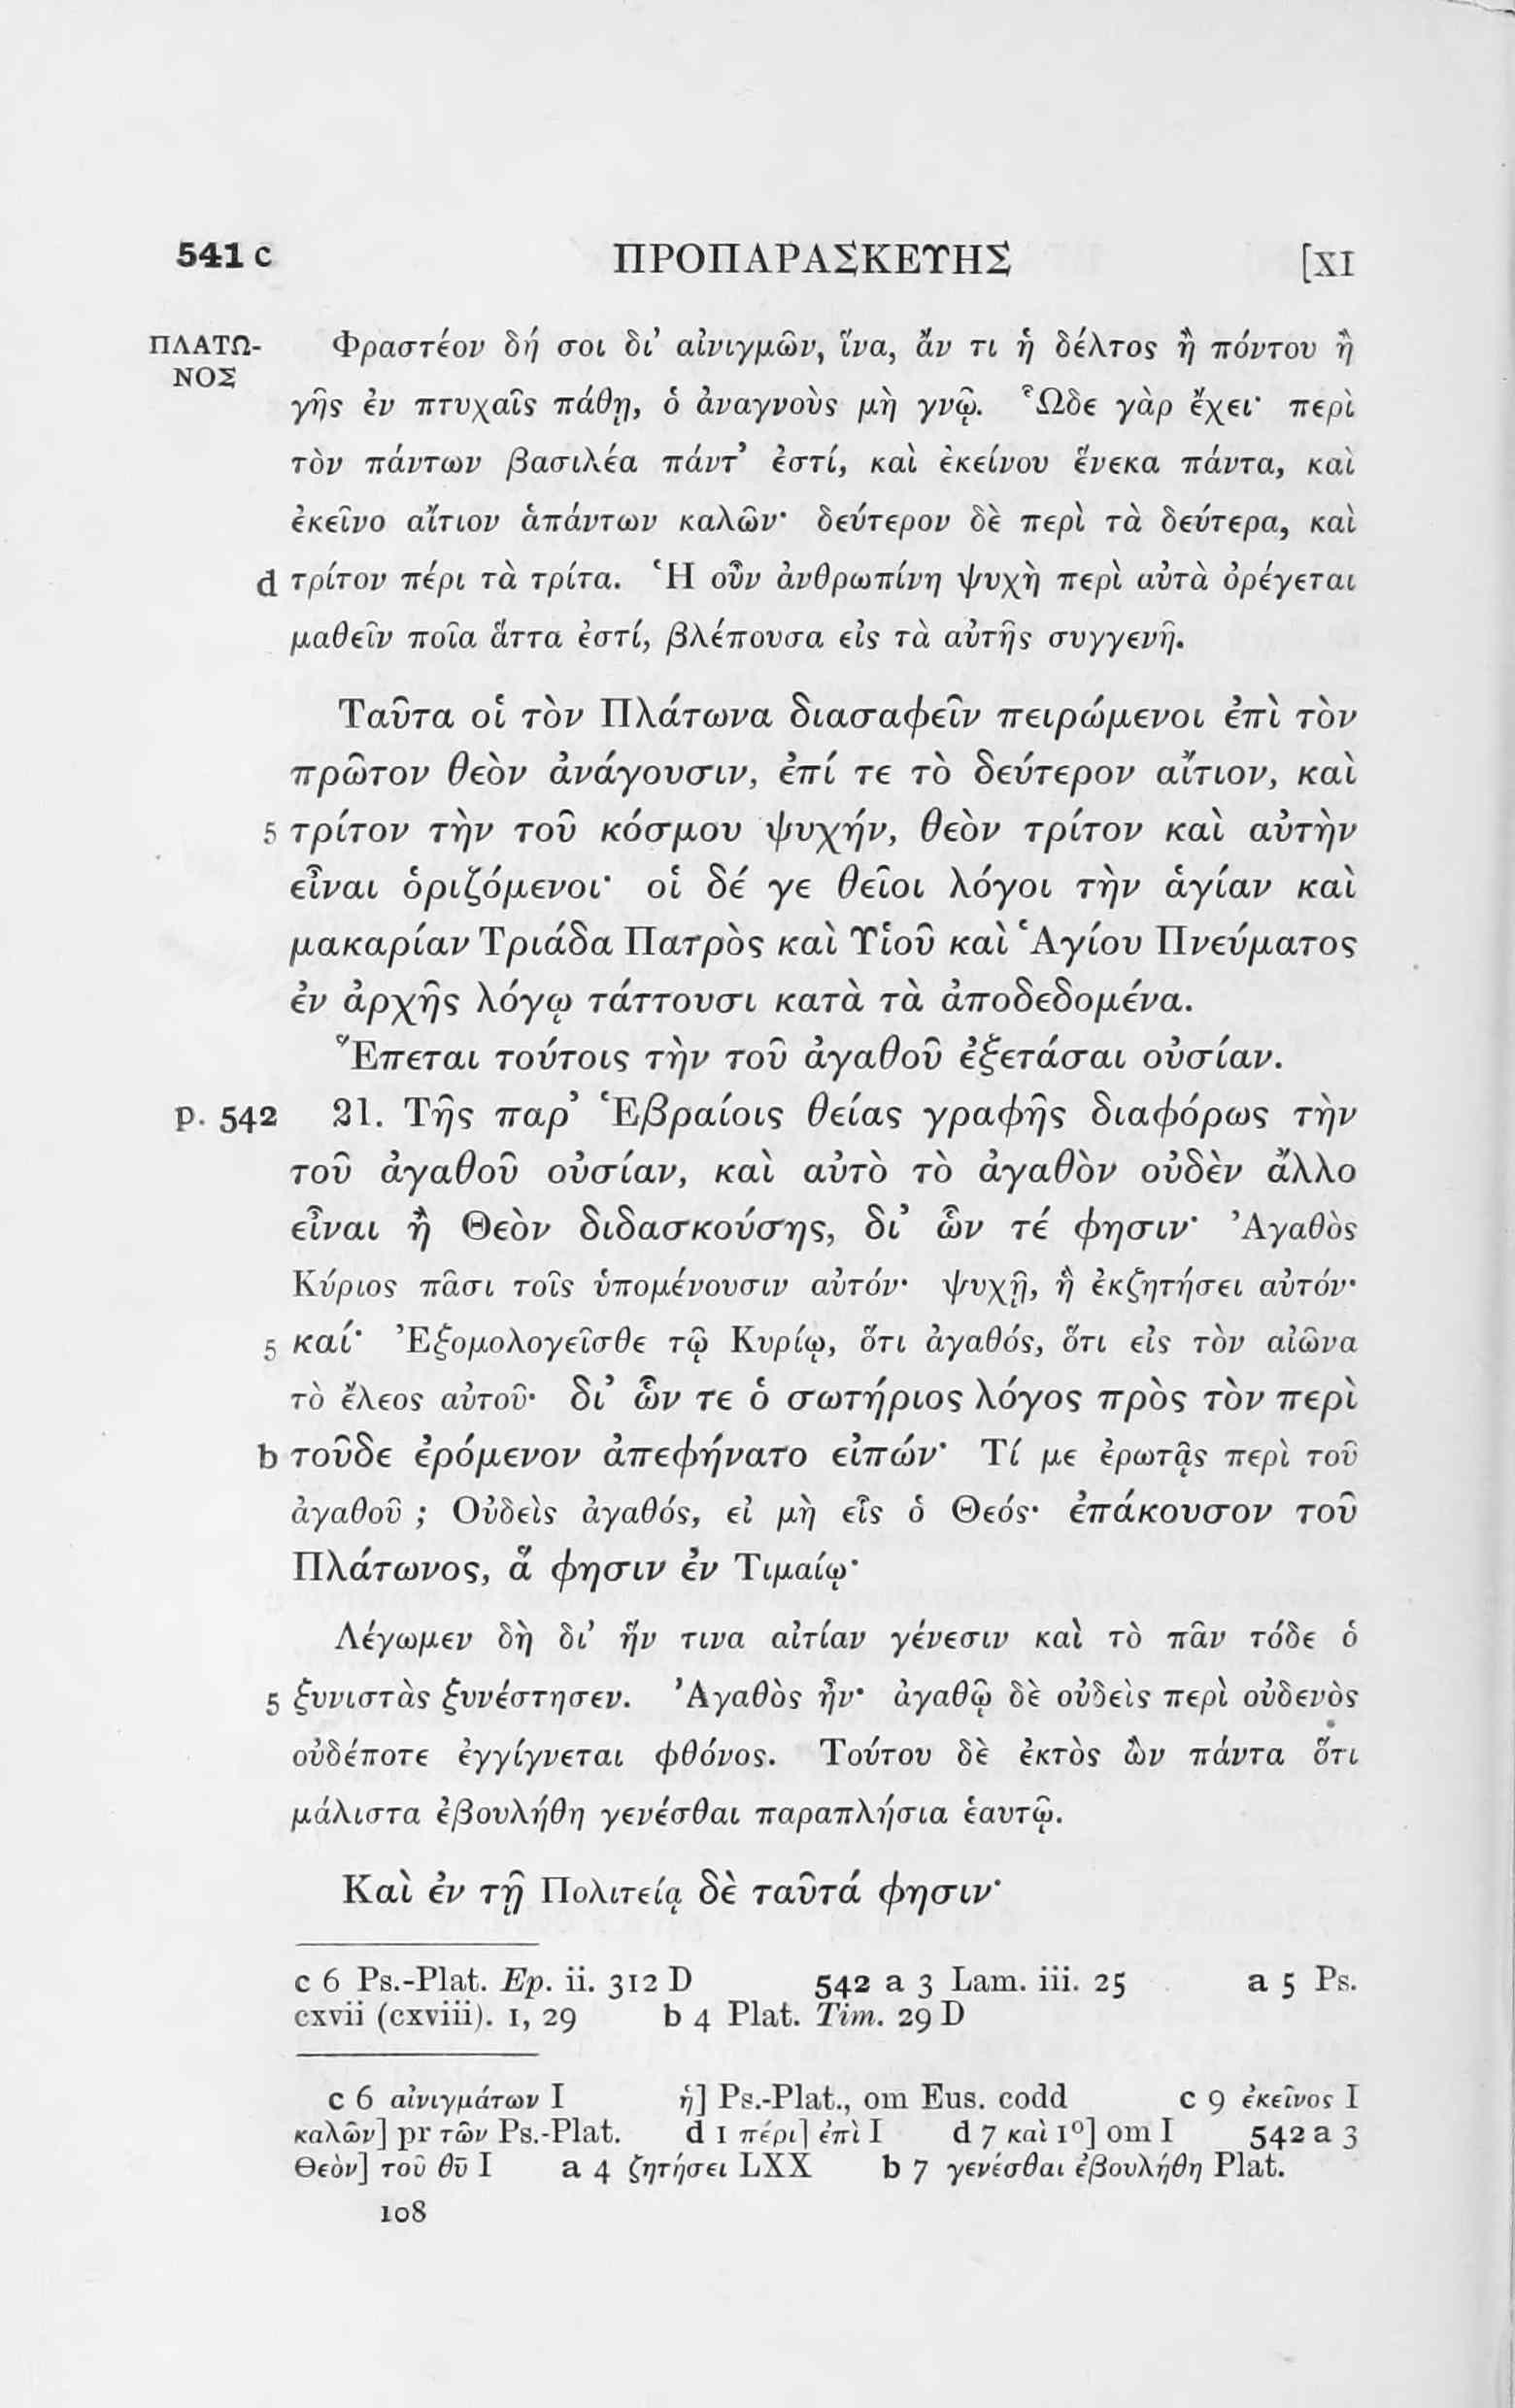 541 c ΠΡΟΠΑΡΑΣΚΕΥΗΣ [XI
ΠΛΑΤΩ- Φραστέον δή σοι δι’ αἰνιγμῶν, ἵνα, ἄν τι ἡ δέλτος ἢ πόντου ἢ
ΝΟΣ γῆς ἐν πτυχαῖς πάθῃ, ὁ ἀναγνοὺς μὴ γνῷ. Ὧδε γὰρ ἔχει· περὶ
τὸν πάντων βασιλέα πάντ’ ἐστί, καὶ ἐκείνου ἕνεκα πάντα, καὶ
ἐκεῖνο αἴτιον ἁπάντων καλῶν· δεύτερον δὲ περὶ τὰ δεύτερα, καὶ
d τρίτον πέρι τὰ τρίτα. Ἡ οὖν ἀνθρωπίνη ψυχὴ περὶ αὐτὰ ὀρέγεται
μαθεῖν ποῖα ἄττα ἐστί, βλέπουσα εἰς τὰ αὑτῆς συγγενῆ.
Ταῦτα οἱ τὸν Πλάτωνα διασαφεῖν πειρώμενοι ἐπὶ τὸν
πρῶτον θεὸν ἀνάγουσιν, ἐπί τε τὸ δεύτερον αἴτιον, καὶ
5 τρίτον τὴν τοῦ κόσμου ψυχήν, θεὸν τρίτον καὶ αὐτὴν
εἶναι ὁριζόμενοι· οἱ δέ γε θεῖοι λόγοι τὴν ἁγίαν καὶ
μακαρίαν Τριάδα Πατρὸς καὶ Υἱοῦ καὶ Ἁγίου Πνεύματος
ἐν ἀρχῆς λόγῳ τάττουσι κατὰ τὰ ἀποδεδομένα.
Ἕπεται τούτοις τὴν τοῦ ἀγαθοῦ ἐξετάσαι οὐσίαν.
p. 542 21. Τῆς παρ’ Ἑβραίοις θείας γραφῆς διαφόρως τὴν
τοῦ ἀγαθοῦ οὐσίαν, καὶ αὐτὸ τὸ ἀγαθὸν οὐδὲν ἄλλο
εἶναι ἢ Θεὸν διδασκούσης, δι’ ὧν τέ φησιν· Ἀγαθὸς
Κύριος πᾶσι τοῖς ὑπομένουσιν αὐτόν· ψυχῇ, ἣ ἐκζητήσει αὐτόν·
5 καί· Ἐξομολογεῖσθε τῷ Κυρίῳ, ὅτι ἀγαθός, ὅτι εἰς τὸν αἰῶνα
τὸ ἔλεος αὐτοῦ· δι’ ὧν τε ὁ σωτήριος λόγος πρὸς τὸν περὶ
b τοῦδε ἐρόμενον ἀπεφήνατο εἰπών· Τί με ἐρωτᾷς περὶ τοῦ
ἀγαθοῦ ; Οὐδεὶς ἀγαθός, εἰ μὴ εἷς ὁ Θεός· ἐπάκουσον τοῦ
Πλάτωνος, ἅ φησιν ἐν Τιμαίῳ·
Λέγωμεν δὴ δι’ ἥν τινα αἰτίαν γένεσιν καὶ τὸ πᾶν τόδε ὁ
5 ξυνιστὰς ξυνέστησεν. Ἀγαθὸς ἦν· ἀγαθῷ δὲ οὐδεὶς περὶ οὐδενὸς
οὐδέποτε ἐγγίγνεται φθόνος. Τούτου δὲ ἐκτὸς ὢν πάντα ὅτι
μάλιστα ἐβουλήθη γενέσθαι παραπλήσια ἑαυτῷ.
Καὶ ἐν τῇ Πολιτείᾳ δὲ ταῦτά φησιν·
c 6 Ps.-Plat. Ep. ii. 312 D 542 a 3 Lam. iii. 25 a 5 Ps.
cxvii (cxviii). 1, 29 b 4 Plat. Tim. 29 D
c 6 αἰνιγμάτων I ἡ] Ps.-Plat., om Eus. codd c 9 ἐκεῖνος I
καλῶν] pr τῶν Ps.-Plat. d 1 πέρι] ἐπὶ I d 7 καὶ 1º] om I 542 a 3
Θεὸν] τοῦ θῦ I a 4 ζητήσει LXX b 7 γενέσθαι ἐβουλήθη Plat.
108